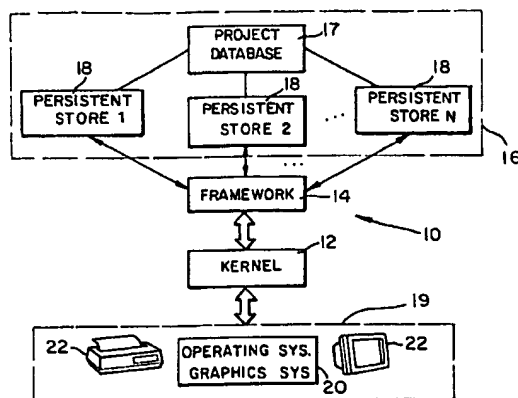 17
PROJECT
DATABASE
18
18
18
PERSISTENT
STORE 1
PERSISTENT
STORE 2
...
PERSISTENT
STORE N
16
...
FRAMEWORK
14
10
12
KERNEL
19
22
OPERATING SYS.
GRAPHICS SYS
20
22